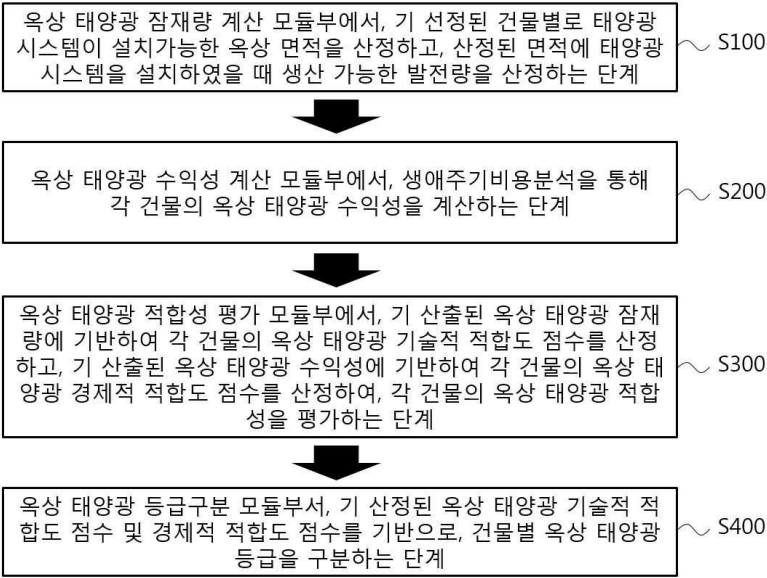 옥상 태양광 잠재량 계산 모듈부에서, 기 선정된 건물별로 태양광
시스템이 설치가능한 옥상 면적을 산정하고, 산정된 면적에 태양광
시스템을 설치하였을 때 생산 가능한 발전량을 산정하는 단계
S100
옥상 태양광 수익성 계산 모듈부에서, 생애주기비용분석을 통해
각 건물의 옥상 태양광 수익성을 계산하는 단계
S200
옥상 태양광 적합성 평가 모듈부에서, 기 산출된 옥상 태양광 잠재
량에 기반하여 각 건물의 옥상 태양광 기술적 적합도 점수를 산정
하고, 기 산출된 옥상 태양광 수익성에 기반하여 각 건물의 옥상 태
양광 경제적 적합도 점수를 산정하여, 각 건물의 옥상 태양광 적합
성을 평가하는 단계
S300
옥상 태양광 등급구분 모듈부서, 기 산정된 옥상 태양광 기술적 적
합도 점수 및 경제적 적합도 점수를 기반으로, 건물별 옥상 태양광
등급을 구분하는 단계
S400